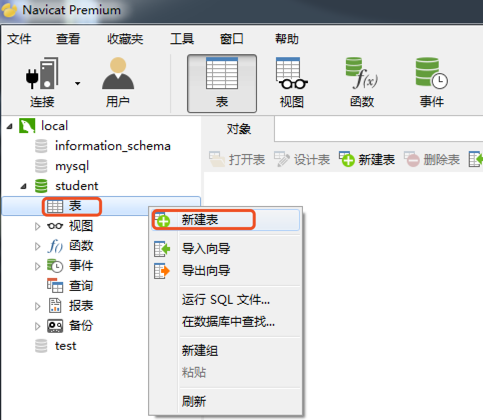 Navicat Premium
文件 查看 收藏夹 工具 窗口 帮助
连接 用户 表 视图 f(x) 函数 事件
对象
打开表 设计表 新建表 删除表
local
information_schema
mysql
student
表
视图
f() 函数
事件
查询
报表
备份
test
新建表
导入向导
导出向导
运行 SQL 文件...
在数据库中查找...
新建组
粘贴
刷新